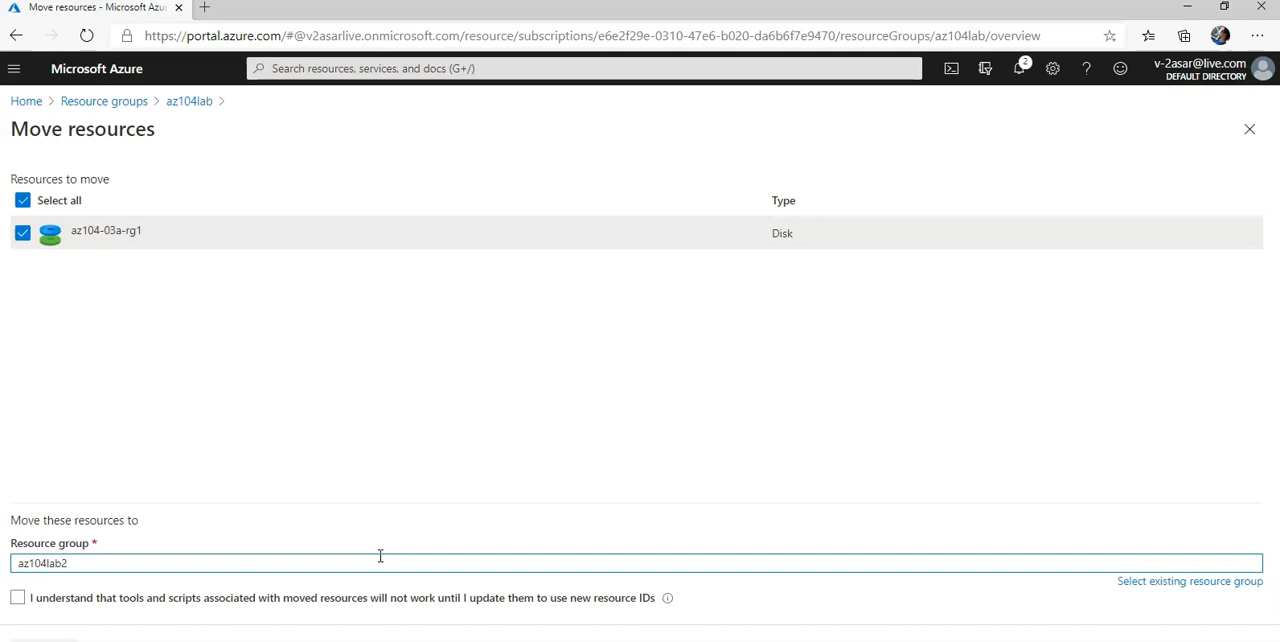 Move resources - Microsoft Azur
https://portal.azure.com/#@v2asarlive.onmicrosoft.com/resource/subscriptions/e6e2f29e-0310-47e6-b020-da6b6f7e9470/resourceGroups/az104lab/overview
Microsoft Azure
Search resources, services, and docs (G+/)
2
?
v-2asar@live.com
DEFAULT DIRECTORY
Home > Resource groups > az104lab >
Move resources
Resources to move
Select all Type
az104-03a-rg1 Disk
Move these resources to
Resource group *
az104lab2
Select existing resource group
I understand that tools and scripts associated with moved resources will not work until I update them to use new resource IDs